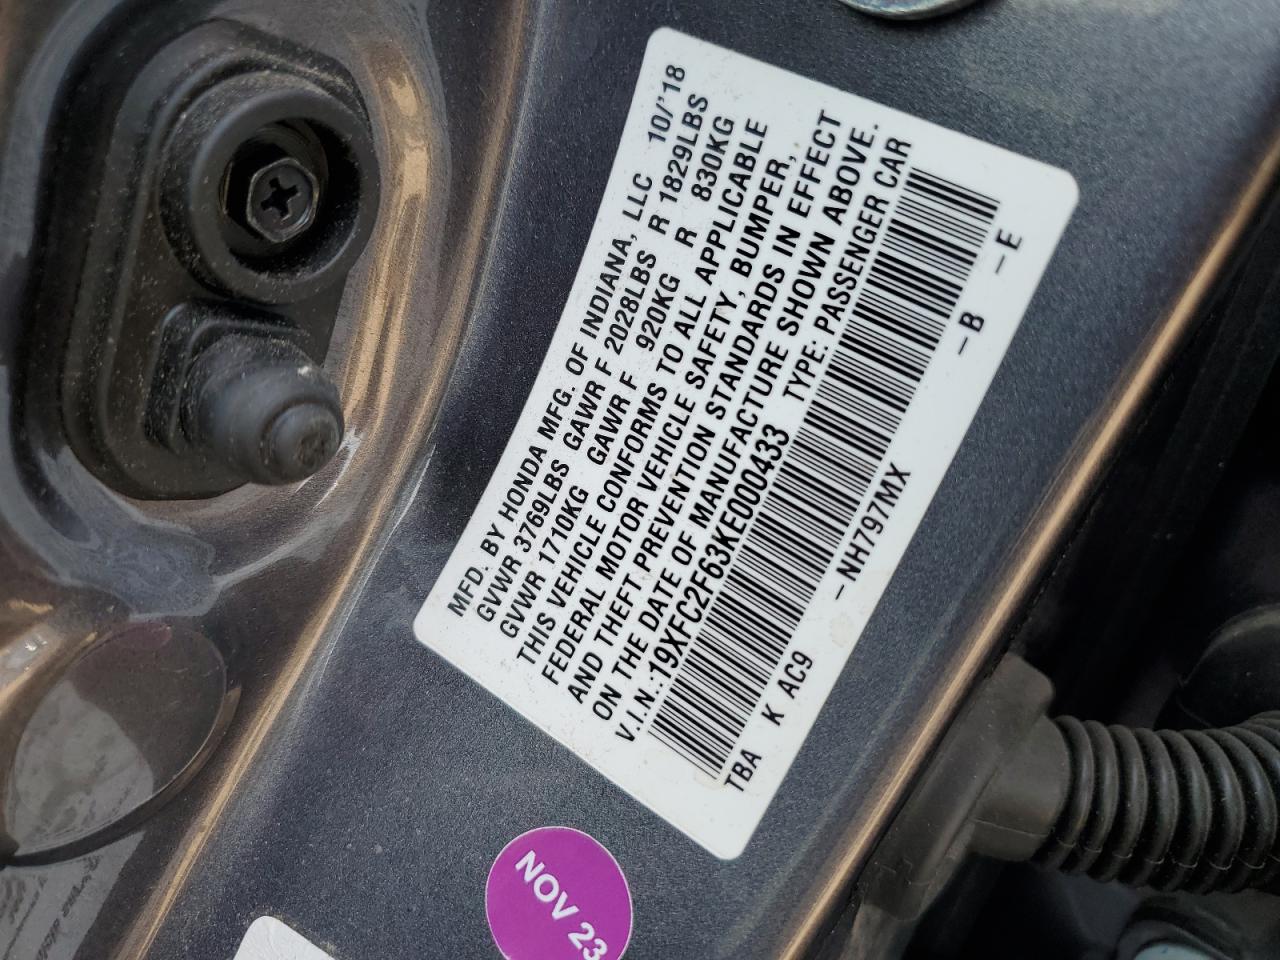 MFD. BY HONDA MFG. OF INDIANA, LLC 10/'18
GVWR 3769LBS GAWR F 2028LBS R 1829LBS
GVWR 1710KG GAWR F 920KG R 830KG
THIS VEHICLE CONFORMS TO ALL APPLICABLE
FEDERAL MOTOR VEHICLE SAFETY, BUMPER,
AND THEFT PREVENTION STANDARDS IN EFFECT
ON THE DATE OF MANUFACTURE SHOWN ABOVE.
V.I.N.:19XFC2F63KE000433 TYPE: PASSENGER CAR
TBA K AC9 -NH797MX -B -E
NOV 23